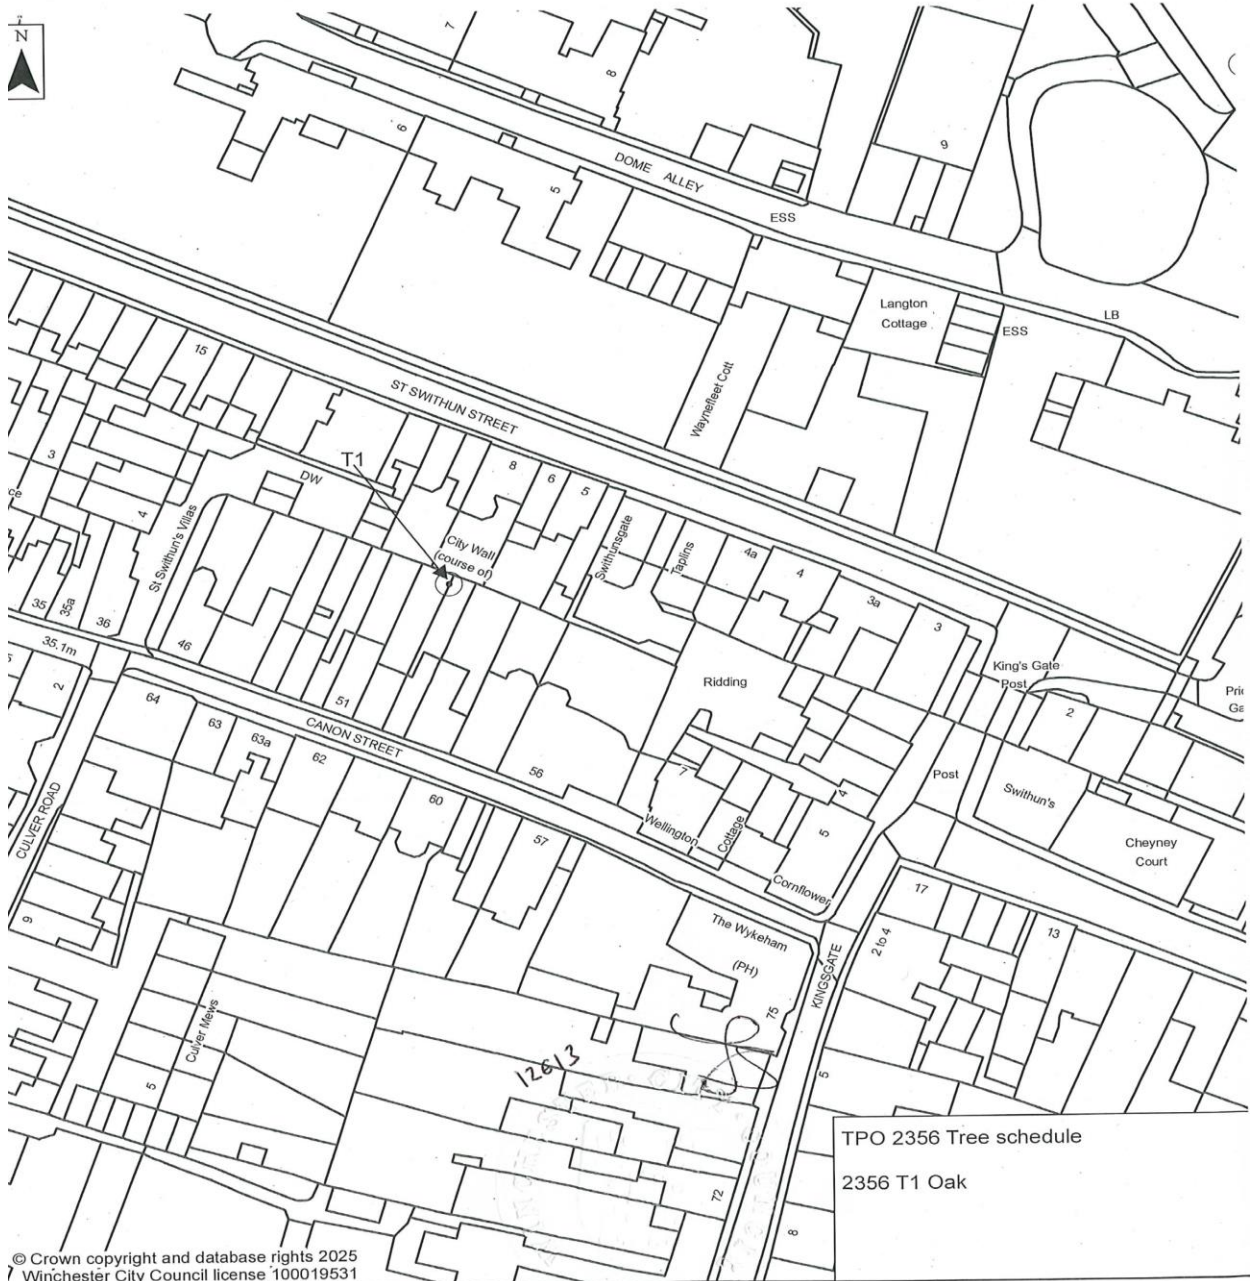 N
7
8
9
6
5
DOME ALLEY
ESS
Langton
Cottage
ESS
LB
15
ST SWITHUN STREET
Waynefleet Cott
3
4
T1
DW
8
6
5
City Wall
(course of)
St Swithun's Villas
Swithunsgate
Taplins
4a
4
3a
3
35
35a
36
35.1m
46
51
King's Gate
Post
2
Ridding
2
64
63
63a
62
CANON STREET
56
60
57
7
Wellington
Cottage
4
5
Cornflower
Post
Swithun's
Cheyney
Court
CULVER ROAD
9
The Wykeham
(PH)
75
KINGSGATE
17
2 to 4
13
Culver Mews
5
12613
5
72
8
TPO 2356 Tree schedule
2356 T1 Oak
© Crown copyright and database rights 2025
Winchester City Council license 100019531